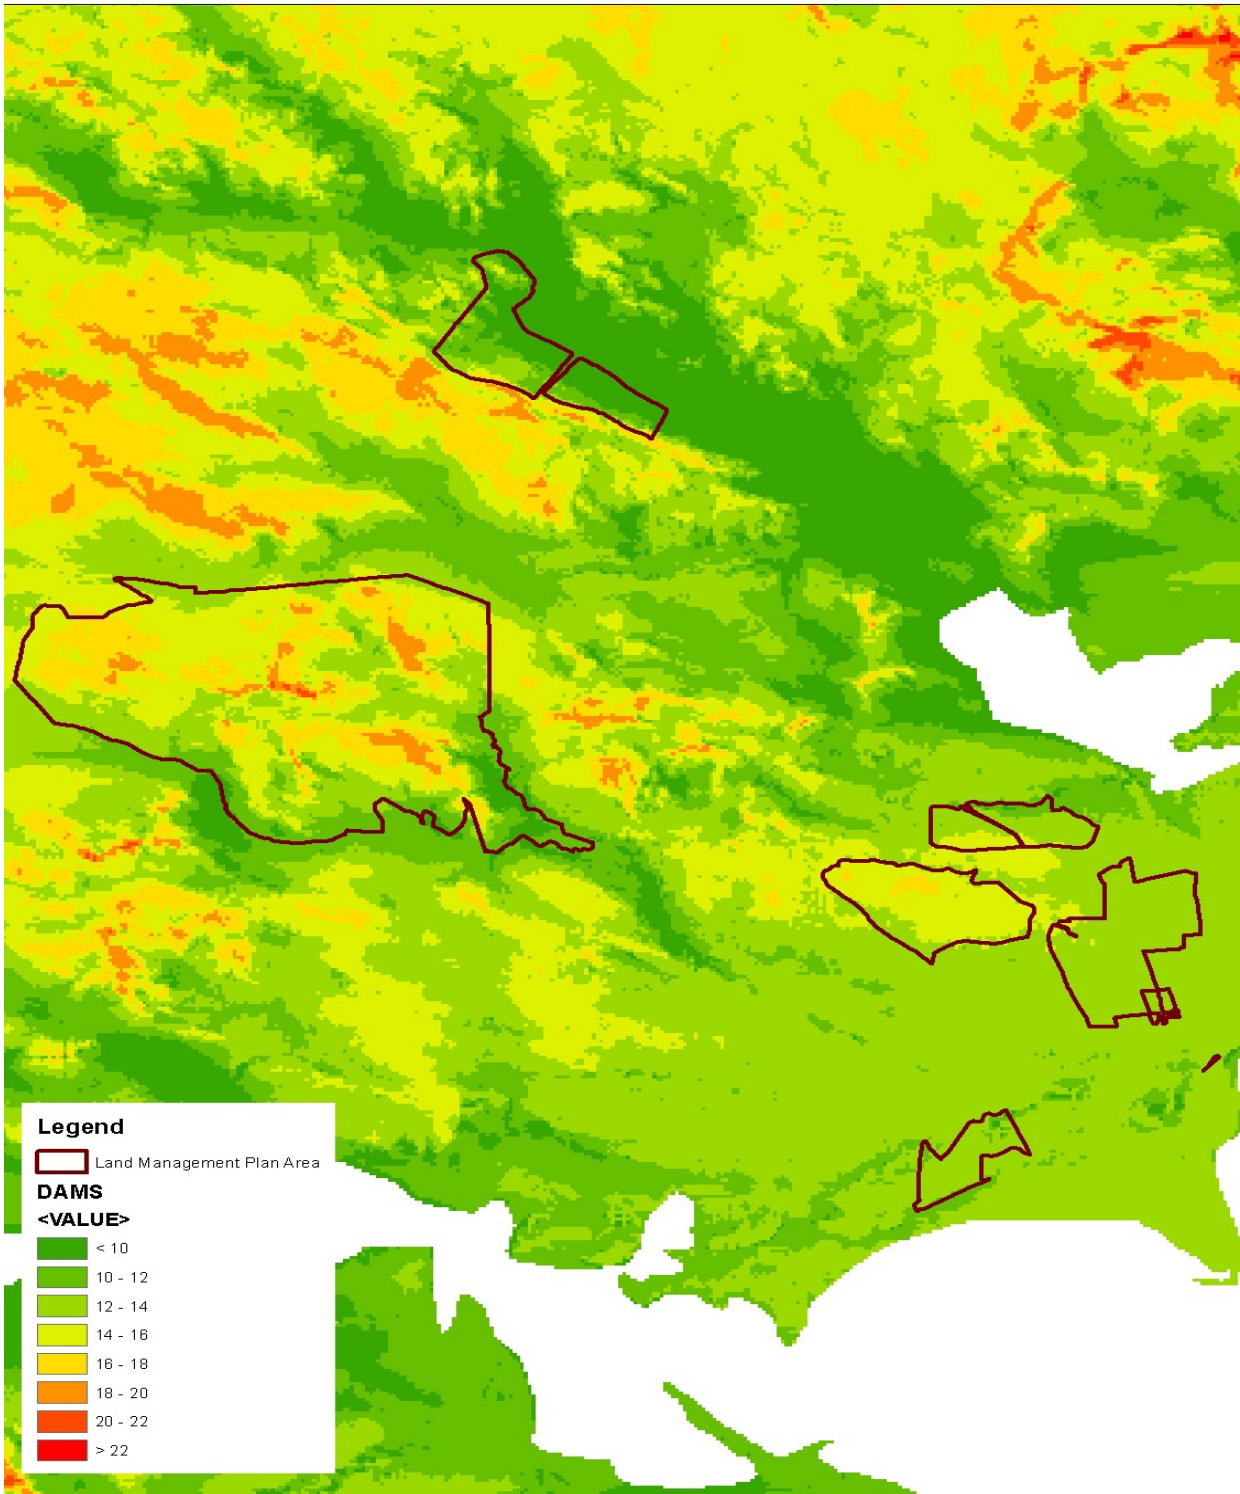 Legend
Land Management Plan Area
DAMS
<VALUE>
< 10
10 - 12
12 - 14
14 - 16
16 - 18
18 - 20
20 - 22
> 22